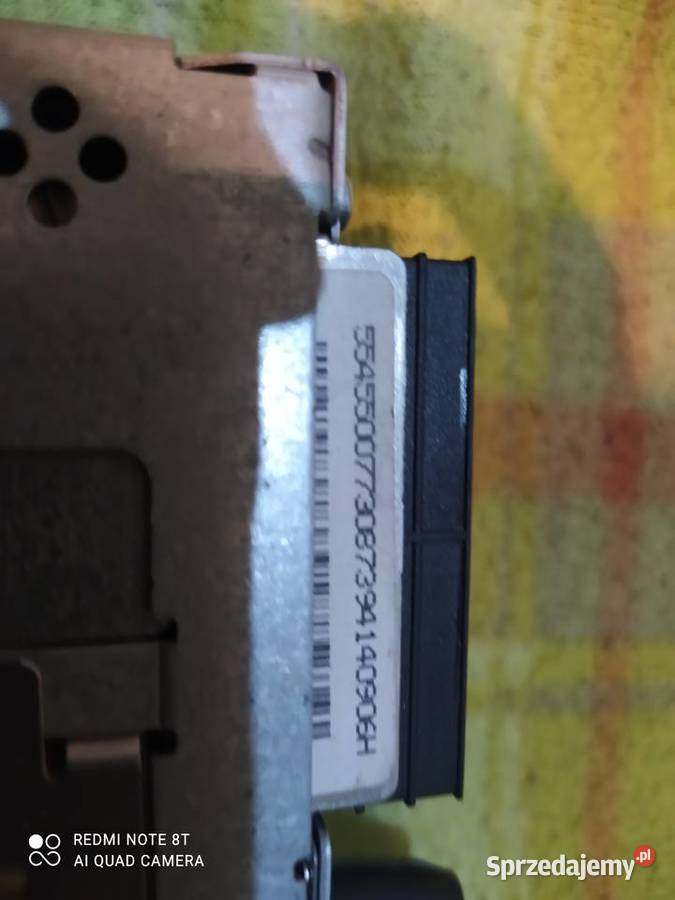 5545500773087394140906H
REDMI NOTE 8T
AI QUAD CAMERA
Sprzedajemy.pl